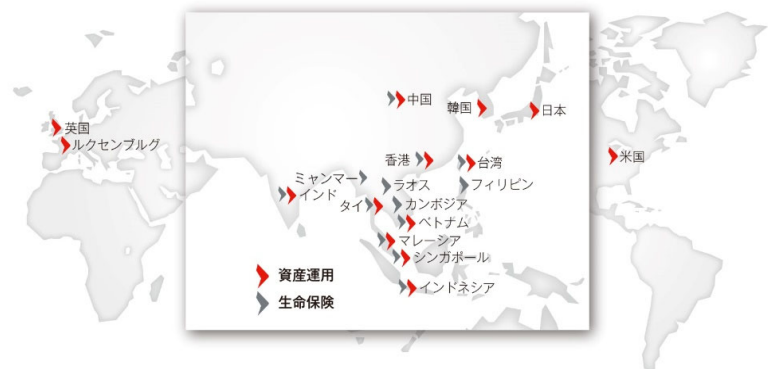 中国
韓国
日本
英国
ルクセンブルグ
香港
台湾
米国
ミャンマー
ラオス
フィリピン
インド
タイ
カンボジア
ベトナム
マレーシア
シンガポール
資産運用
インドネシア
生命保険